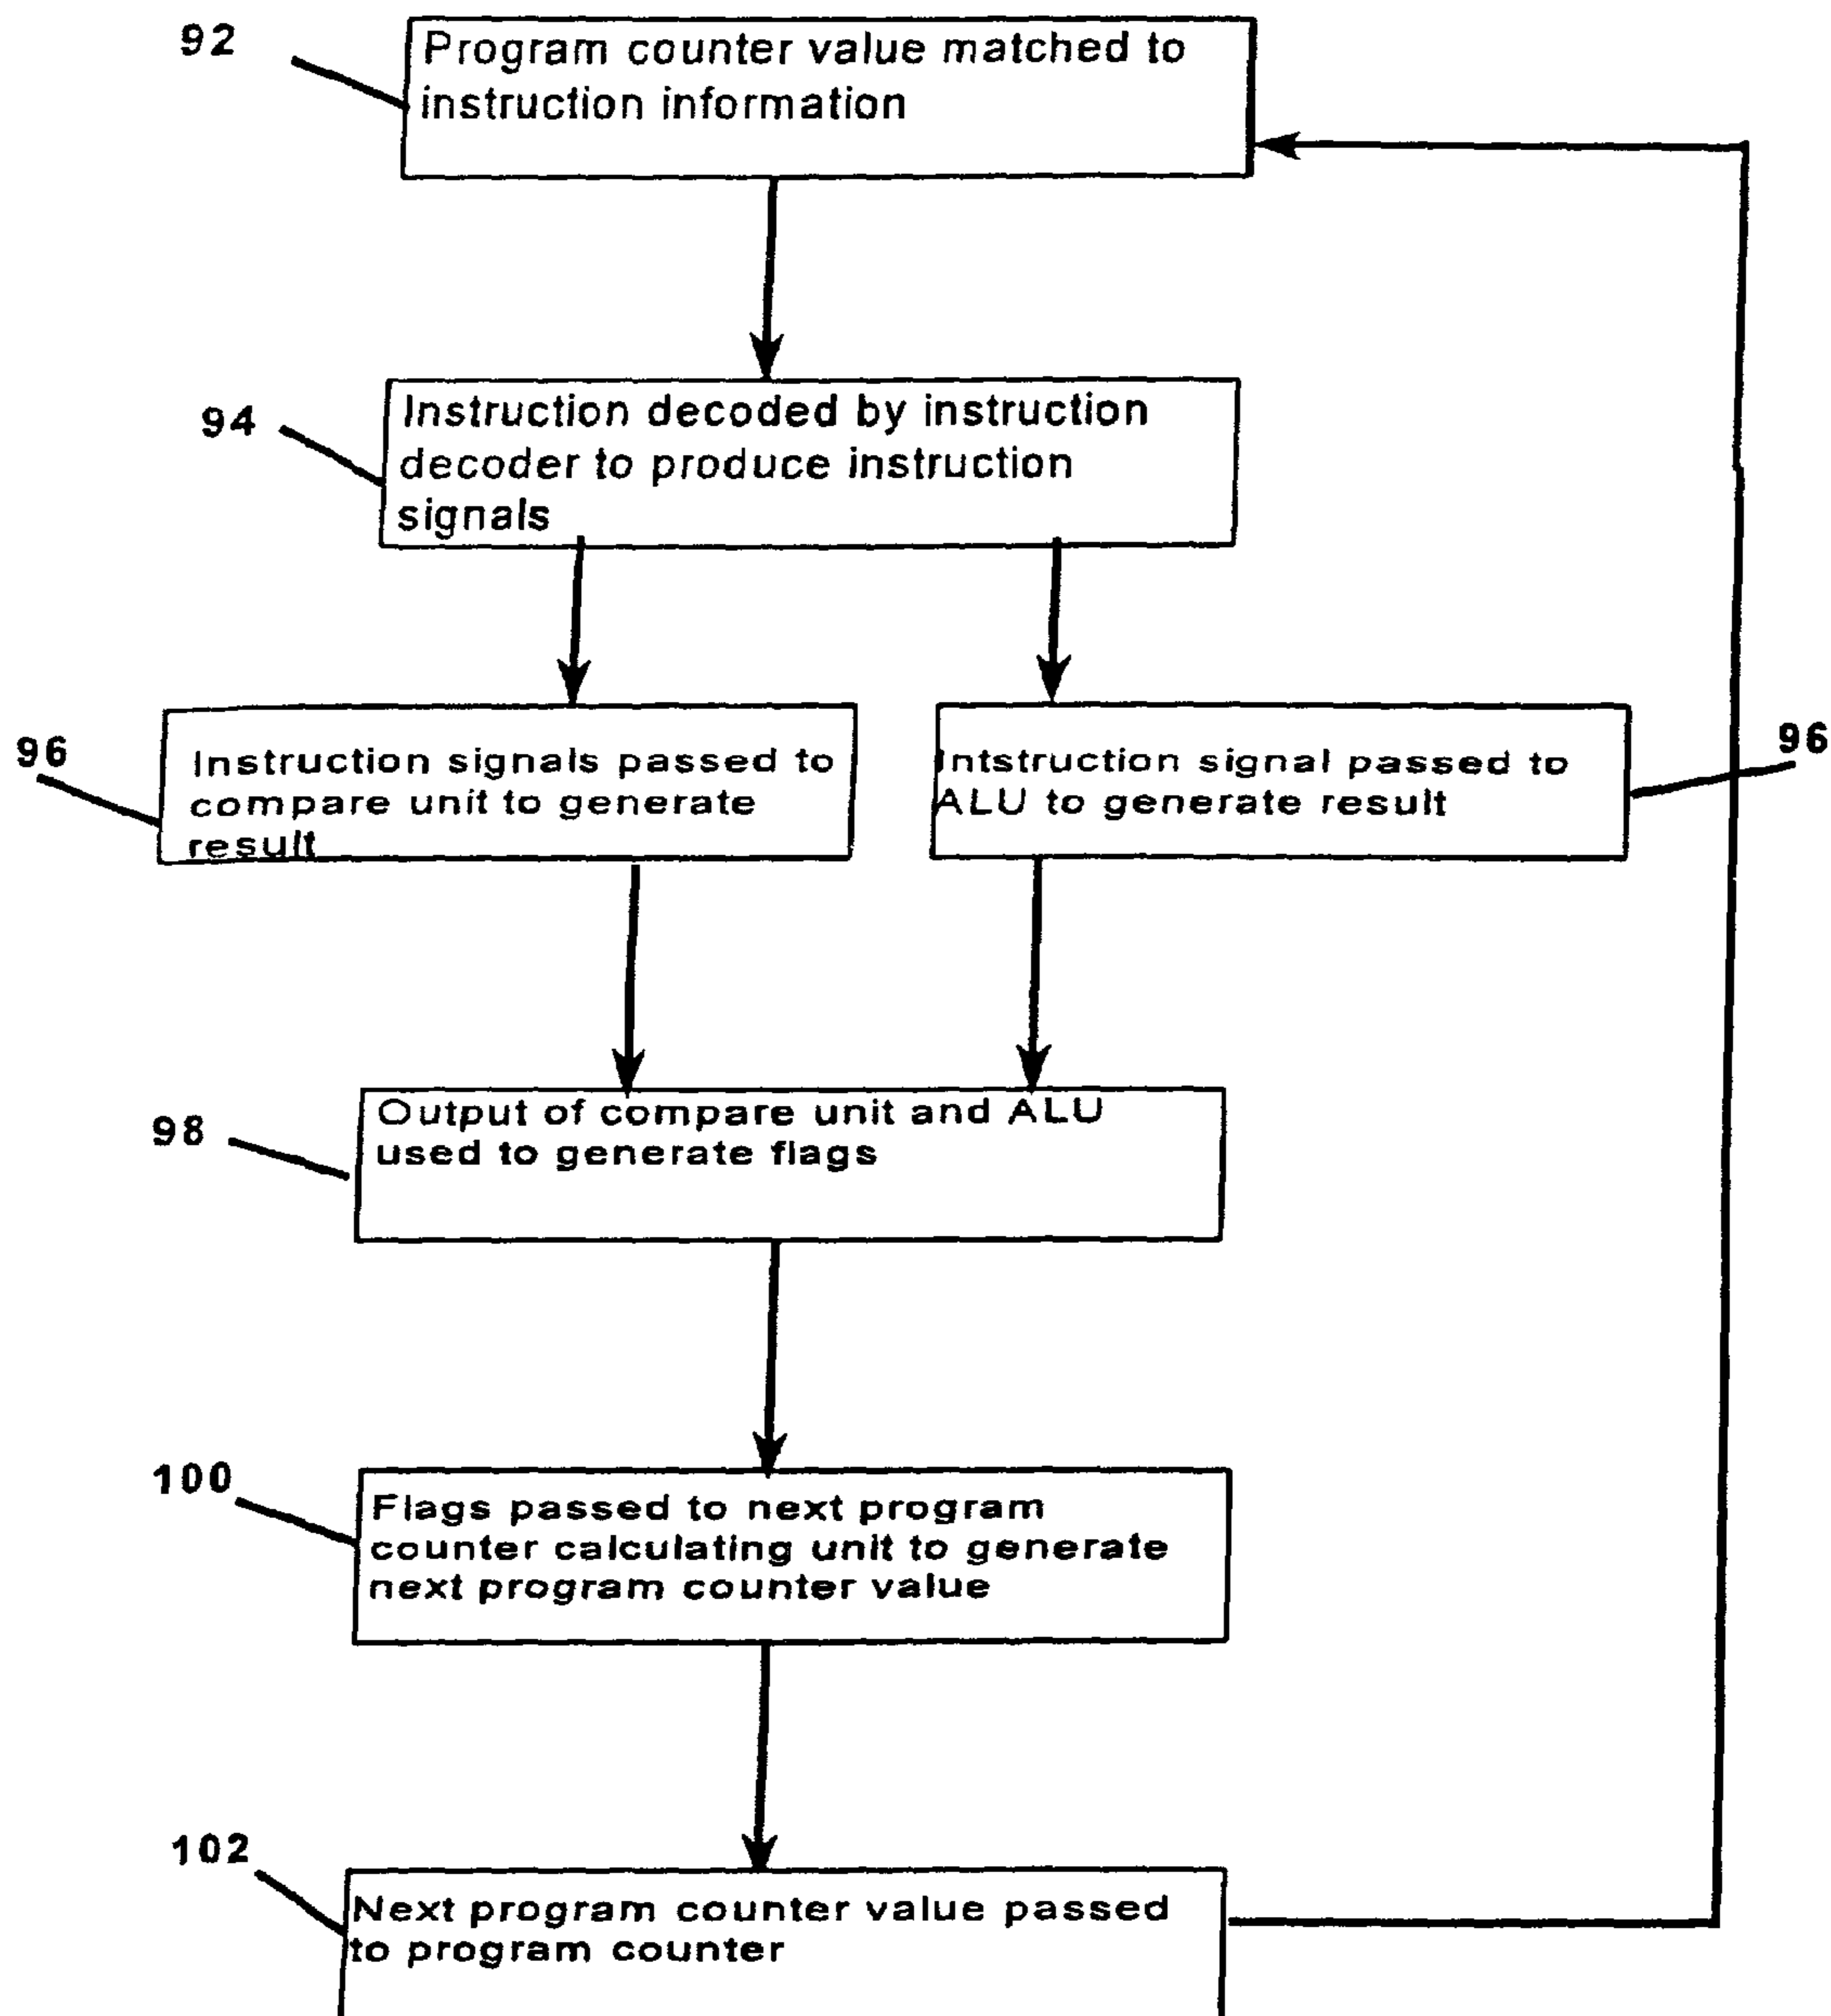 92
Program counter value matched to
instruction information
94
Instruction decoded by instruction
decoder to produce instruction
signals
96
Instruction signals passed to
compare unit to generate
result
Intstruction signal passed to
ALU to generate result
96
98
Output of compare unit and ALU
used to generate flags
100
Flags passed to next program
counter calculating unit to generate
next program counter value
102
Next program counter value passed
to program counter